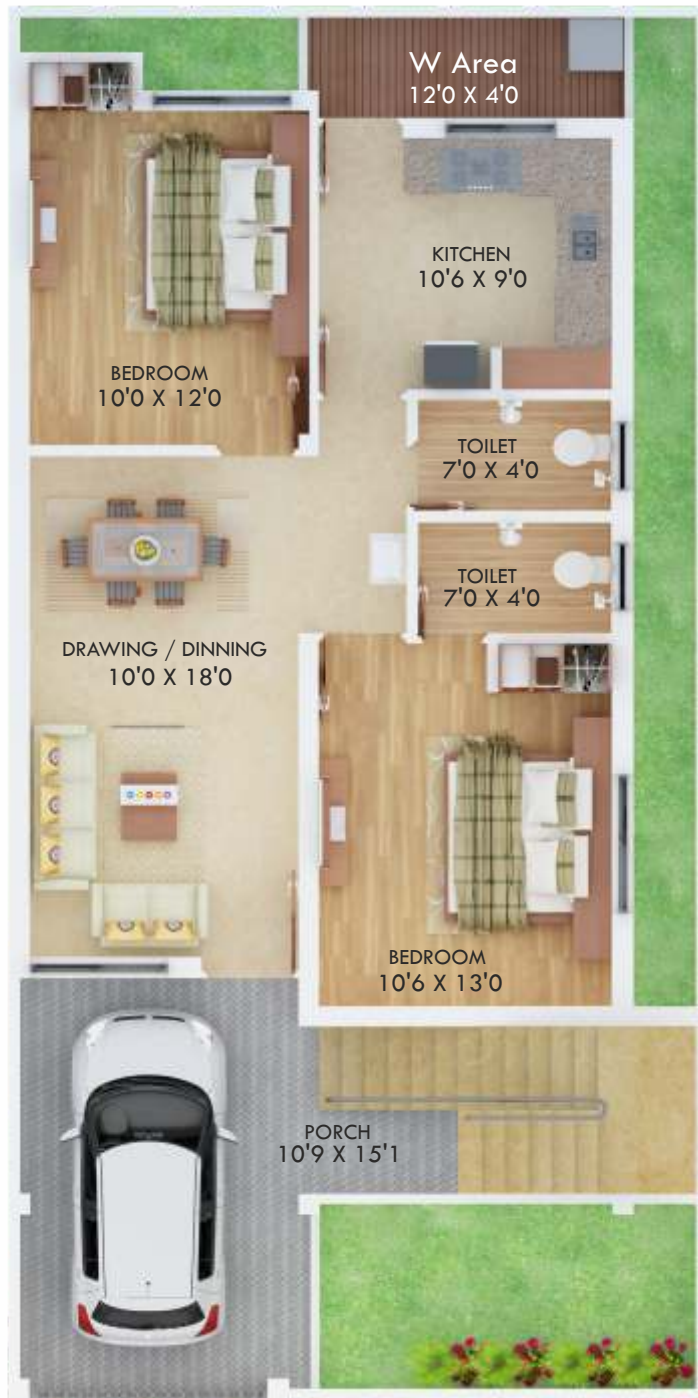 W Area
12'0 X 4'0
KITCHEN
10'6 X 9'0
BEDROOM
10'0 X 12'0
TOILET
7'0 X 4'0
TOILET
7'0 X 4'0
DRAWING / DINNING
10'0 X 18'0
BEDROOM
10'6 X 13'0
PORCH
10'9 X 15'1